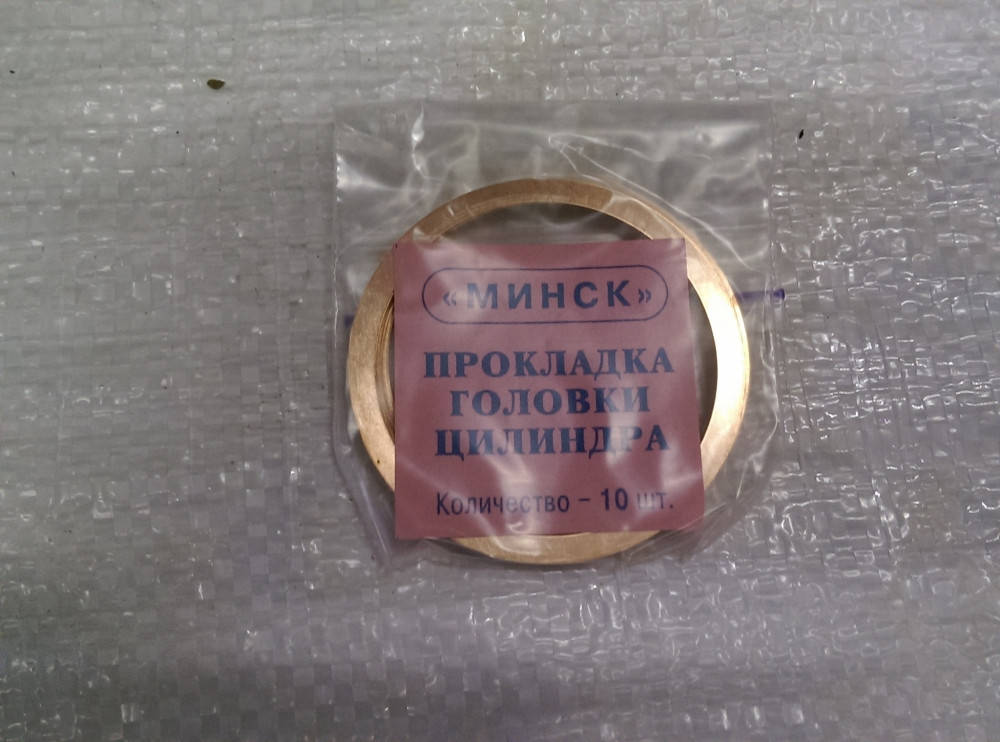 «МИНСК»
ПРОКЛАДКА
ГОЛОВКИ
ЦИЛИНДРА
Количество – 10 шт.